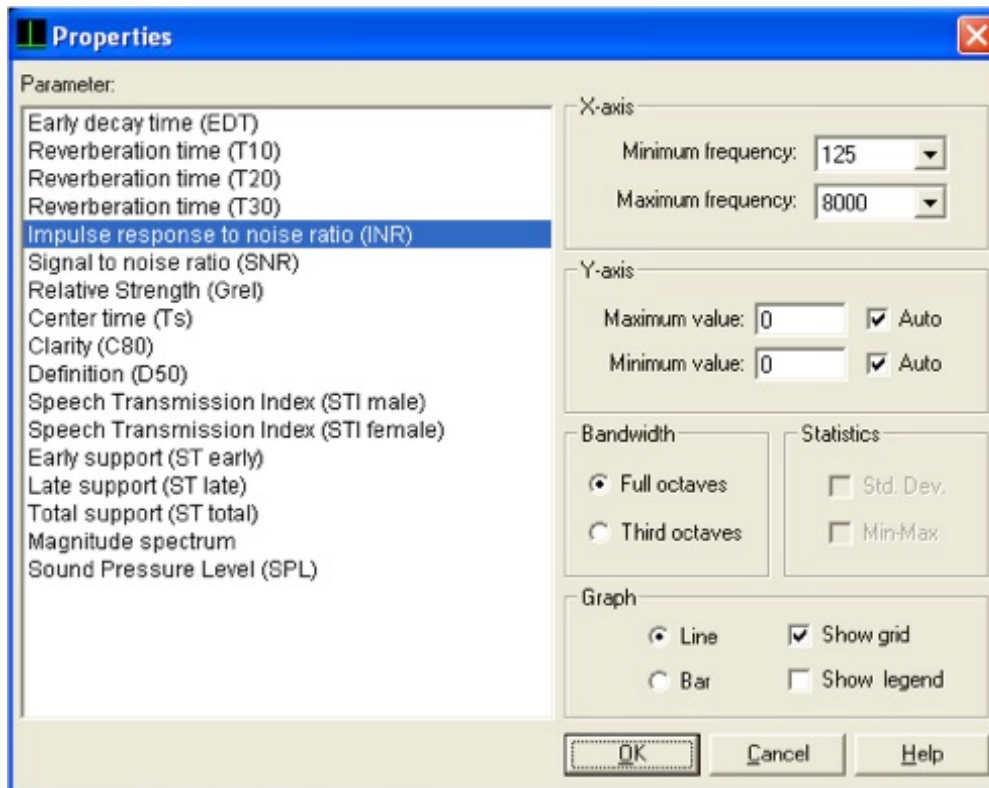 Properties
Parameter:
Early decay time (EDT)
Reverberation time (T10)
Reverberation time (T20)
Reverberation time (T30)
Impulse response to noise ratio (INR)
Signal to noise ratio (SNR)
Relative Strength (Grel)
Center time (Ts)
Clarity (C80)
Definition (D50)
Speech Transmission Index (STI male)
Speech Transmission Index (STI female)
Early support (ST early)
Late support (ST late)
Total support (ST total)
Magnitude spectrum
Sound Pressure Level (SPL)
X-axis
Minimum frequency: 125
Maximum frequency: 8000
Y-axis
Maximum value: 0 Auto
Minimum value: 0 Auto
Bandwidth
Full octaves
Third octaves
Statistics
Std. Dev.
Min-Max
Graph
Line Show grid
Bar Show legend
OK Cancel Help